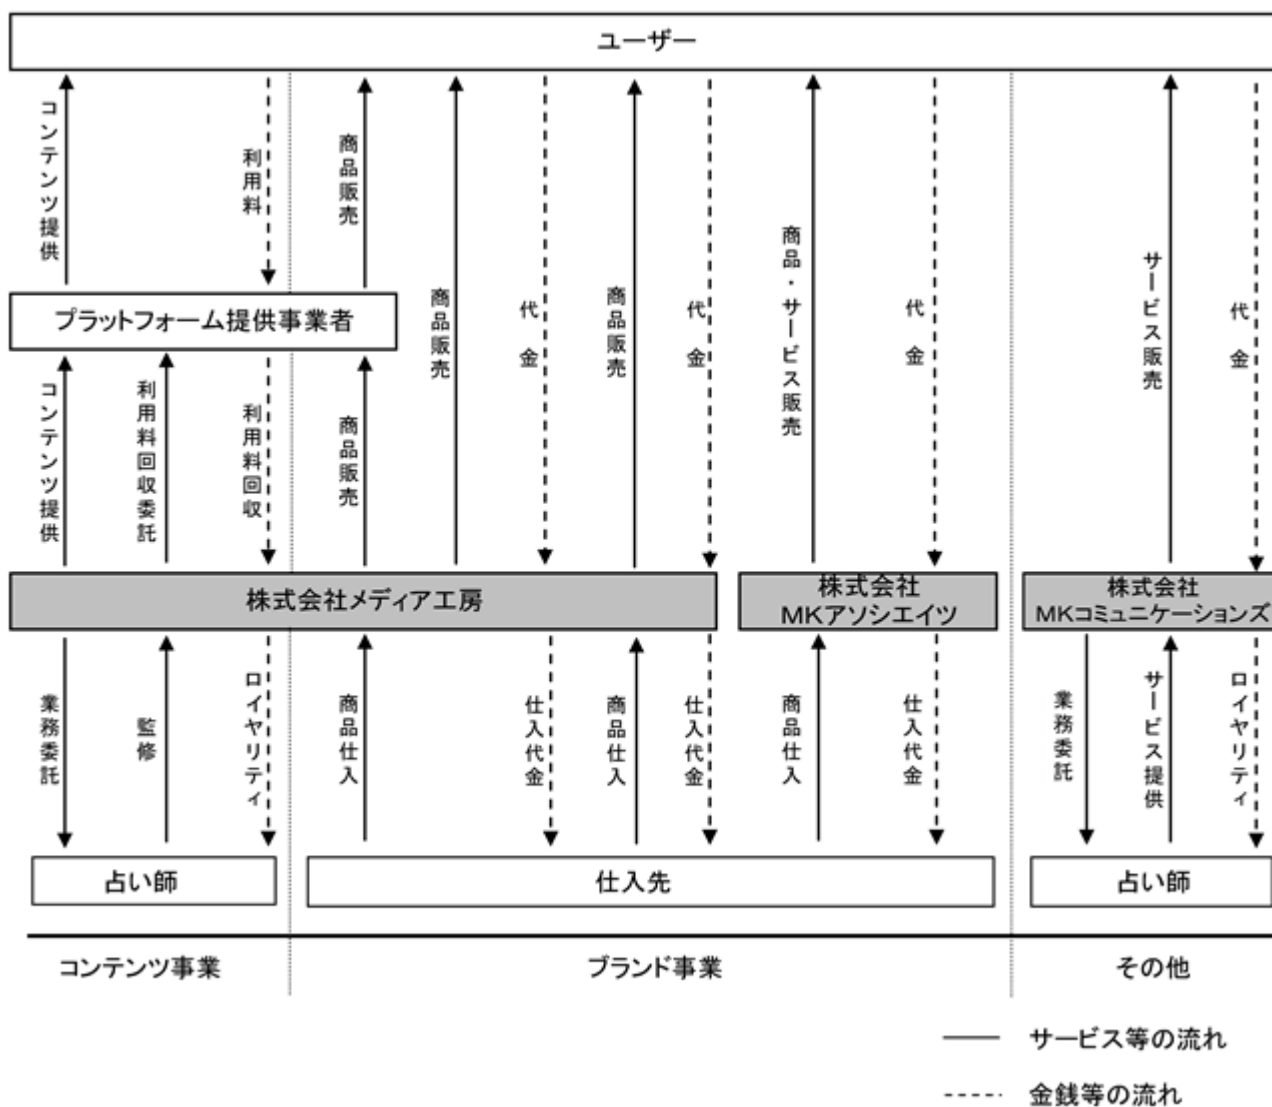 ユーザー
コンテンツ提供
利用料
商品販売
商品販売
代金
商品販売
代金
商品・サービス販売
代金
サービス販売
代金
プラットフォーム提供事業者
コンテンツ提供
利用料回収委託
利用料回収
商品販売
株式会社メディア工房
株式会社
MKアソシエイツ
株式会社
MKコミュニケーションズ
業務委託
監修
ロイヤリティ
商品仕入
仕入代金
商品仕入
仕入代金
商品仕入
仕入代金
業務委託
サービス提供
ロイヤリティ
占い師
仕入先
占い師
コンテンツ事業
ブランド事業
その他
サービス等の流れ
金銭等の流れ